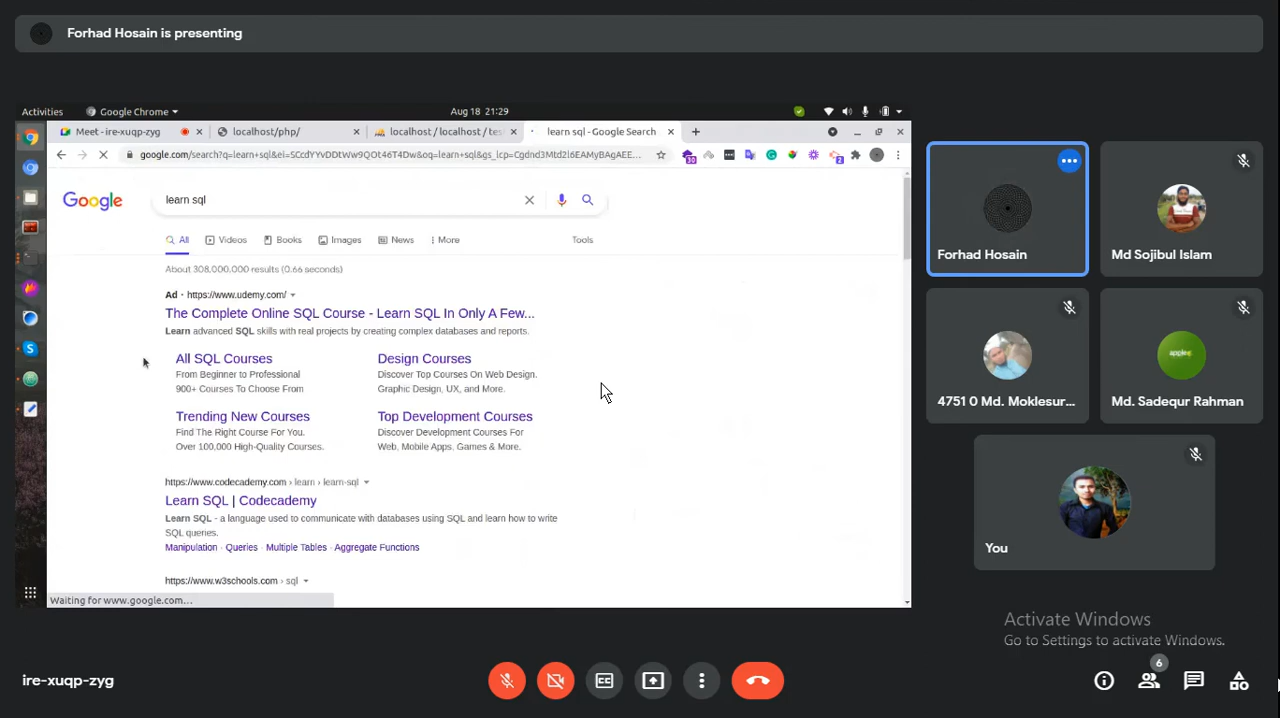 Forhad Hosain is presenting
Activities
Google Chrome
Aug 18 21:29
Meet - ire-xuqp-zyg
localhost/php/
localhost / localhost / tes
learn sql - Google Search
google.com/search?q=learn+sql&ei=
Google
learn sql
All
Videos
Books
Images
News
More
Tools
About 308,000,000 results (0.66 seconds)
Ad · https://www.udemy.com/
The Complete Online SQL Course - Learn SQL In Only A Few...
Learn advanced SQL skills with real projects by creating complex databases and reports.
All SQL Courses
From Beginner to Professional
900+ Courses To Choose From
Design Courses
Discover Top Courses On Web Design.
Graphic Design, UX, and More.
Trending New Courses
Find The Right Course For You.
Over 100,000 High-Quality Courses.
Top Development Courses
Discover Development Courses For
Web, Mobile Apps, Games & More.
https://www.codecademy.com › learn › learn-sql
Learn SQL | Codecademy
Learn SQL - a language used to communicate with databases using SQL and learn how to write
SQL queries.
Manipulation · Queries · Multiple Tables · Aggregate Functions
https://www.w3schools.com › sql
Waiting for www.google.com...
Forhad Hosain
Md Sojibul Islam
4751 0 Md. Moklesur...
apple
Md. Sadequr Rahman
You
Activate Windows
Go to Settings to activate Windows.
ire-xuqp-zyg
CC
6